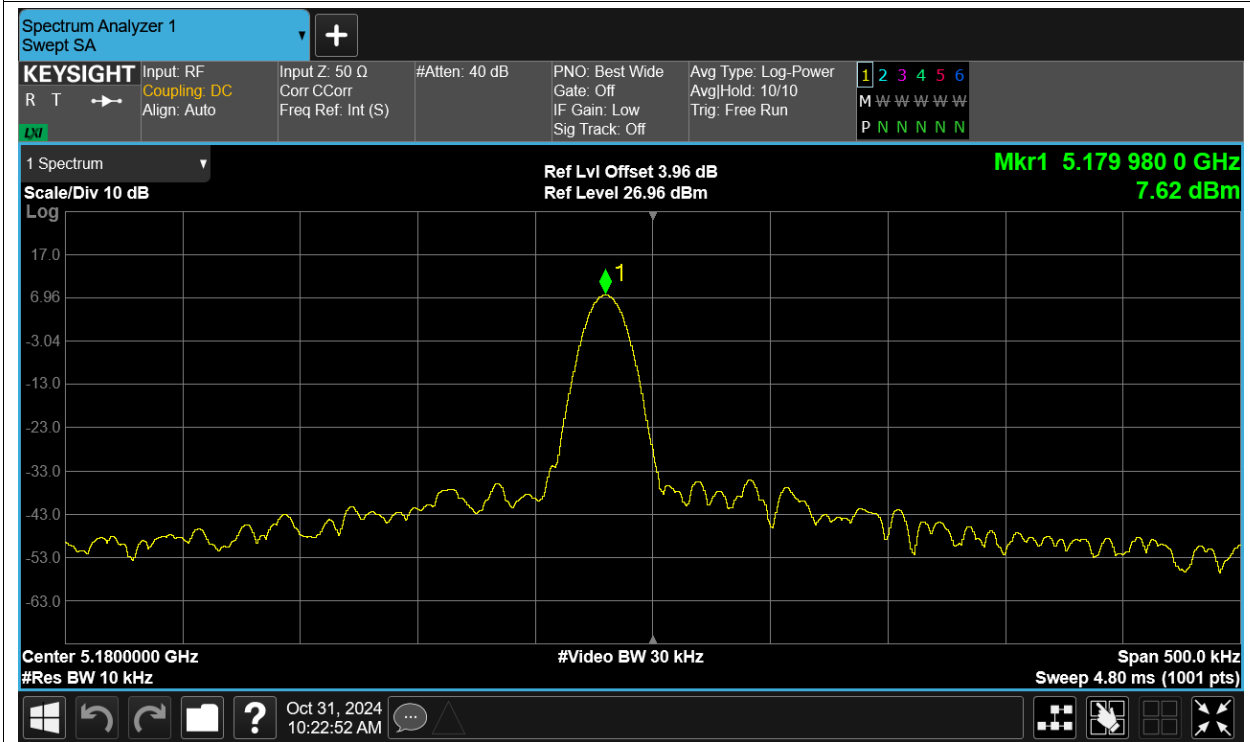 Spectrum Analyzer 1
Swept SA
+
KEYSIGHT
R T
LXI
Input: RF
Coupling: DC
Align: Auto
Input Z: 50 Ω
Corr CCorr
Freq Ref: Int (S)
#Atten: 40 dB
PNO: Best Wide
Gate: Off
IF Gain: Low
Sig Track: Off
Avg Type: Log-Power
Avg|Hold: 10/10
Trig: Free Run
1 2 3 4 5 6
M W W W W W
P N N N N N
1 Spectrum
Scale/Div 10 dB
Log
Ref Lvl Offset 3.96 dB
Ref Level 26.96 dBm
Mkr1 5.179 980 0 GHz
7.62 dBm
17.0
6.96
-3.04
-13.0
-23.0
-33.0
-43.0
-53.0
-63.0
1
Center 5.1800000 GHz
#Res BW 10 kHz
#Video BW 30 kHz
Span 500.0 kHz
Sweep 4.80 ms (1001 pts)
?
Oct 31, 2024
10:22:52 AM